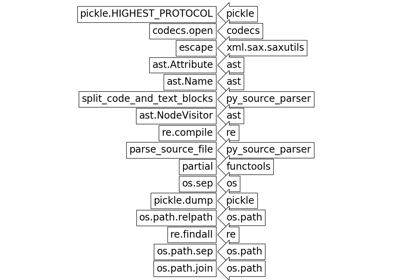 pickle.HIGHEST_PROTOCOL pickle
codecs.open codecs
escape xml.sax.saxutils
ast.Attribute ast
ast.Name ast
split_code_and_text_blocks py_source_parser
ast.NodeVisitor ast
re.compile re
parse_source_file py_source_parser
partial functools
os.sep os
pickle.dump pickle
os.path.relpath os.path
re.findall re
os.path.sep os.path
os.path.join os.path